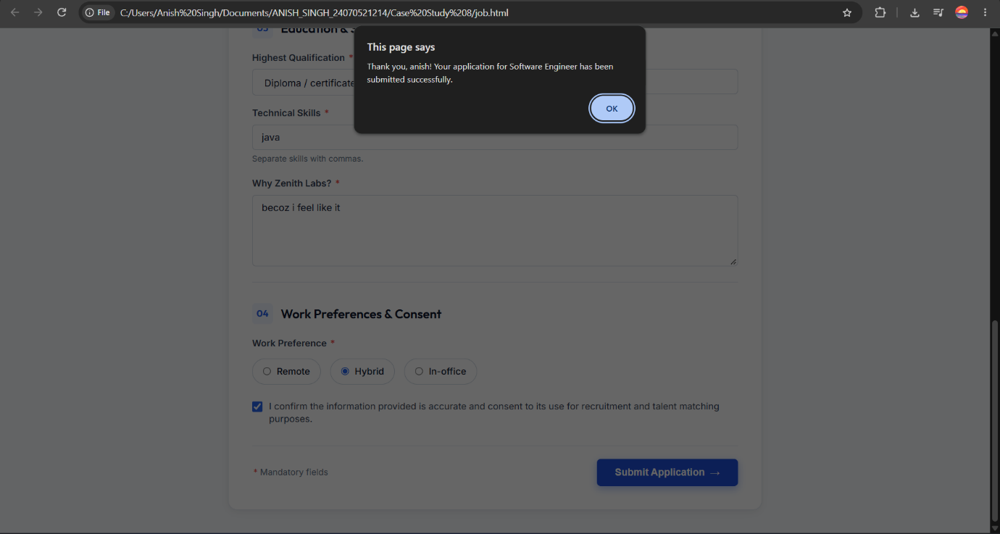 File C:/Users/Anish%20Singh/Documents/ANISH_SINGH_24070521214/Case%20Study%208/job.html
This page says
Thank you, anish! Your application for Software Engineer has been
submitted successfully.
OK
03 Education &
Highest Qualification *
Diploma / certificate
Technical Skills *
java
Separate skills with commas.
Why Zenith Labs? *
becoz i feel like it
04 Work Preferences & Consent
Work Preference *
Remote Hybrid In-office
I confirm the information provided is accurate and consent to its use for recruitment and talent matching
purposes.
* Mandatory fields
Submit Application →